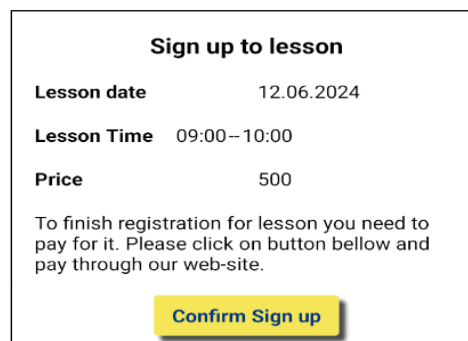 Sign up to lesson
Lesson date 12.06.2024
Lesson Time 09:00--10:00
Price 500
To finish registration for lesson you need to
pay for it. Please click on button bellow and
pay through our web-site.
Confirm Sign up